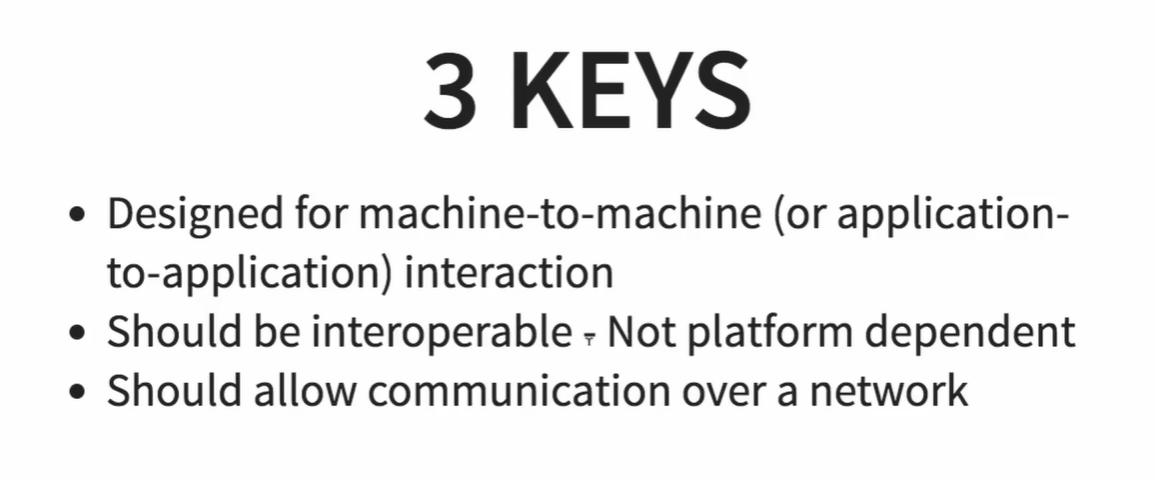 3 KEYS
• Designed for machine-to-machine (or application-
to-application) interaction
• Should be interoperable - Not platform dependent
• Should allow communication over a network